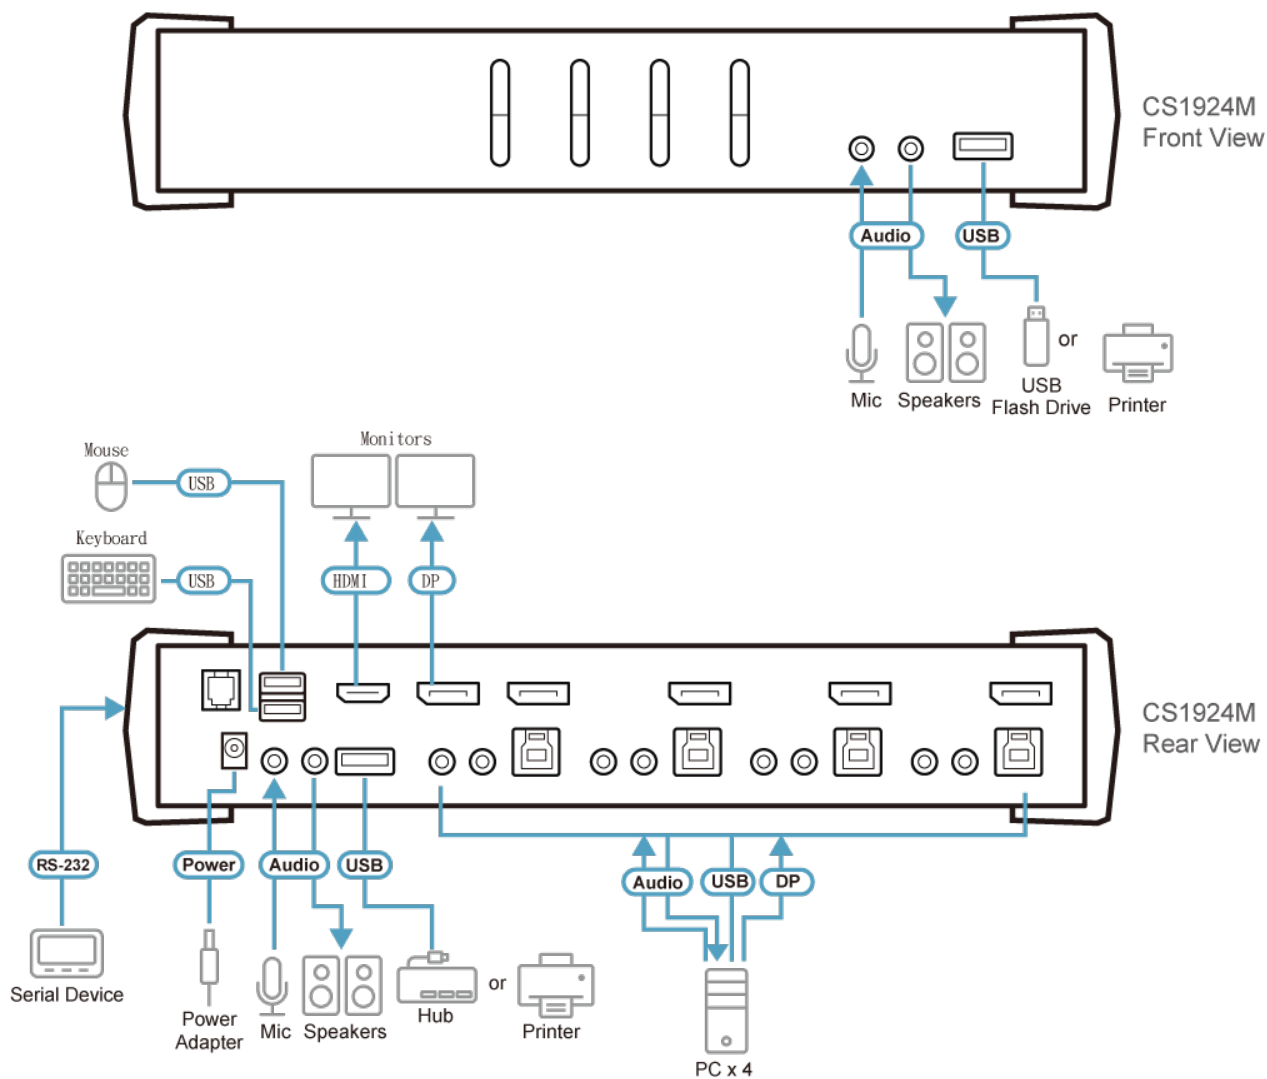 CS1924M
Front View
Audio
USB
or
Mic
Speakers
USB
Flash Drive
Printer
Monitors
Mouse
USB
Keyboard
USB
HDMI
DP
CS1924M
Rear View
RS-232
Power
Audio
USB
Audio
USB
DP
Serial Device
Power
Adapter
Mic
Speakers
Hub
or
Printer
PC x 4